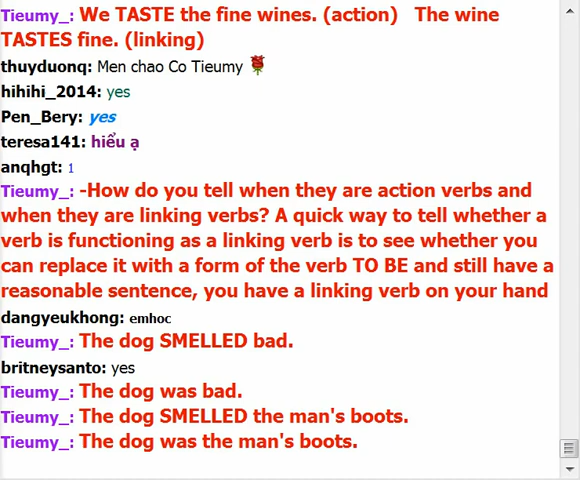 Tieumy_: We TASTE the fine wines. (action)   The wine
TASTES fine. (linking)
thuyduonq: Men chao Co Tieumy
hihihi_2014: yes
Pen_Bery: yes
teresa141: hiểu ạ
anqhgt: 1
Tieumy_: -How do you tell when they are action verbs and
when they are linking verbs? A quick way to tell whether a
verb is functioning as a linking verb is to see whether you
can replace it with a form of the verb TO BE and still have a
reasonable sentence, you have a linking verb on your hand
dangyeukhong: emhoc
Tieumy_: The dog SMELLED bad.
britneysanto: yes
Tieumy_: The dog was bad.
Tieumy_: The dog SMELLED the man's boots.
Tieumy_: The dog was the man's boots.